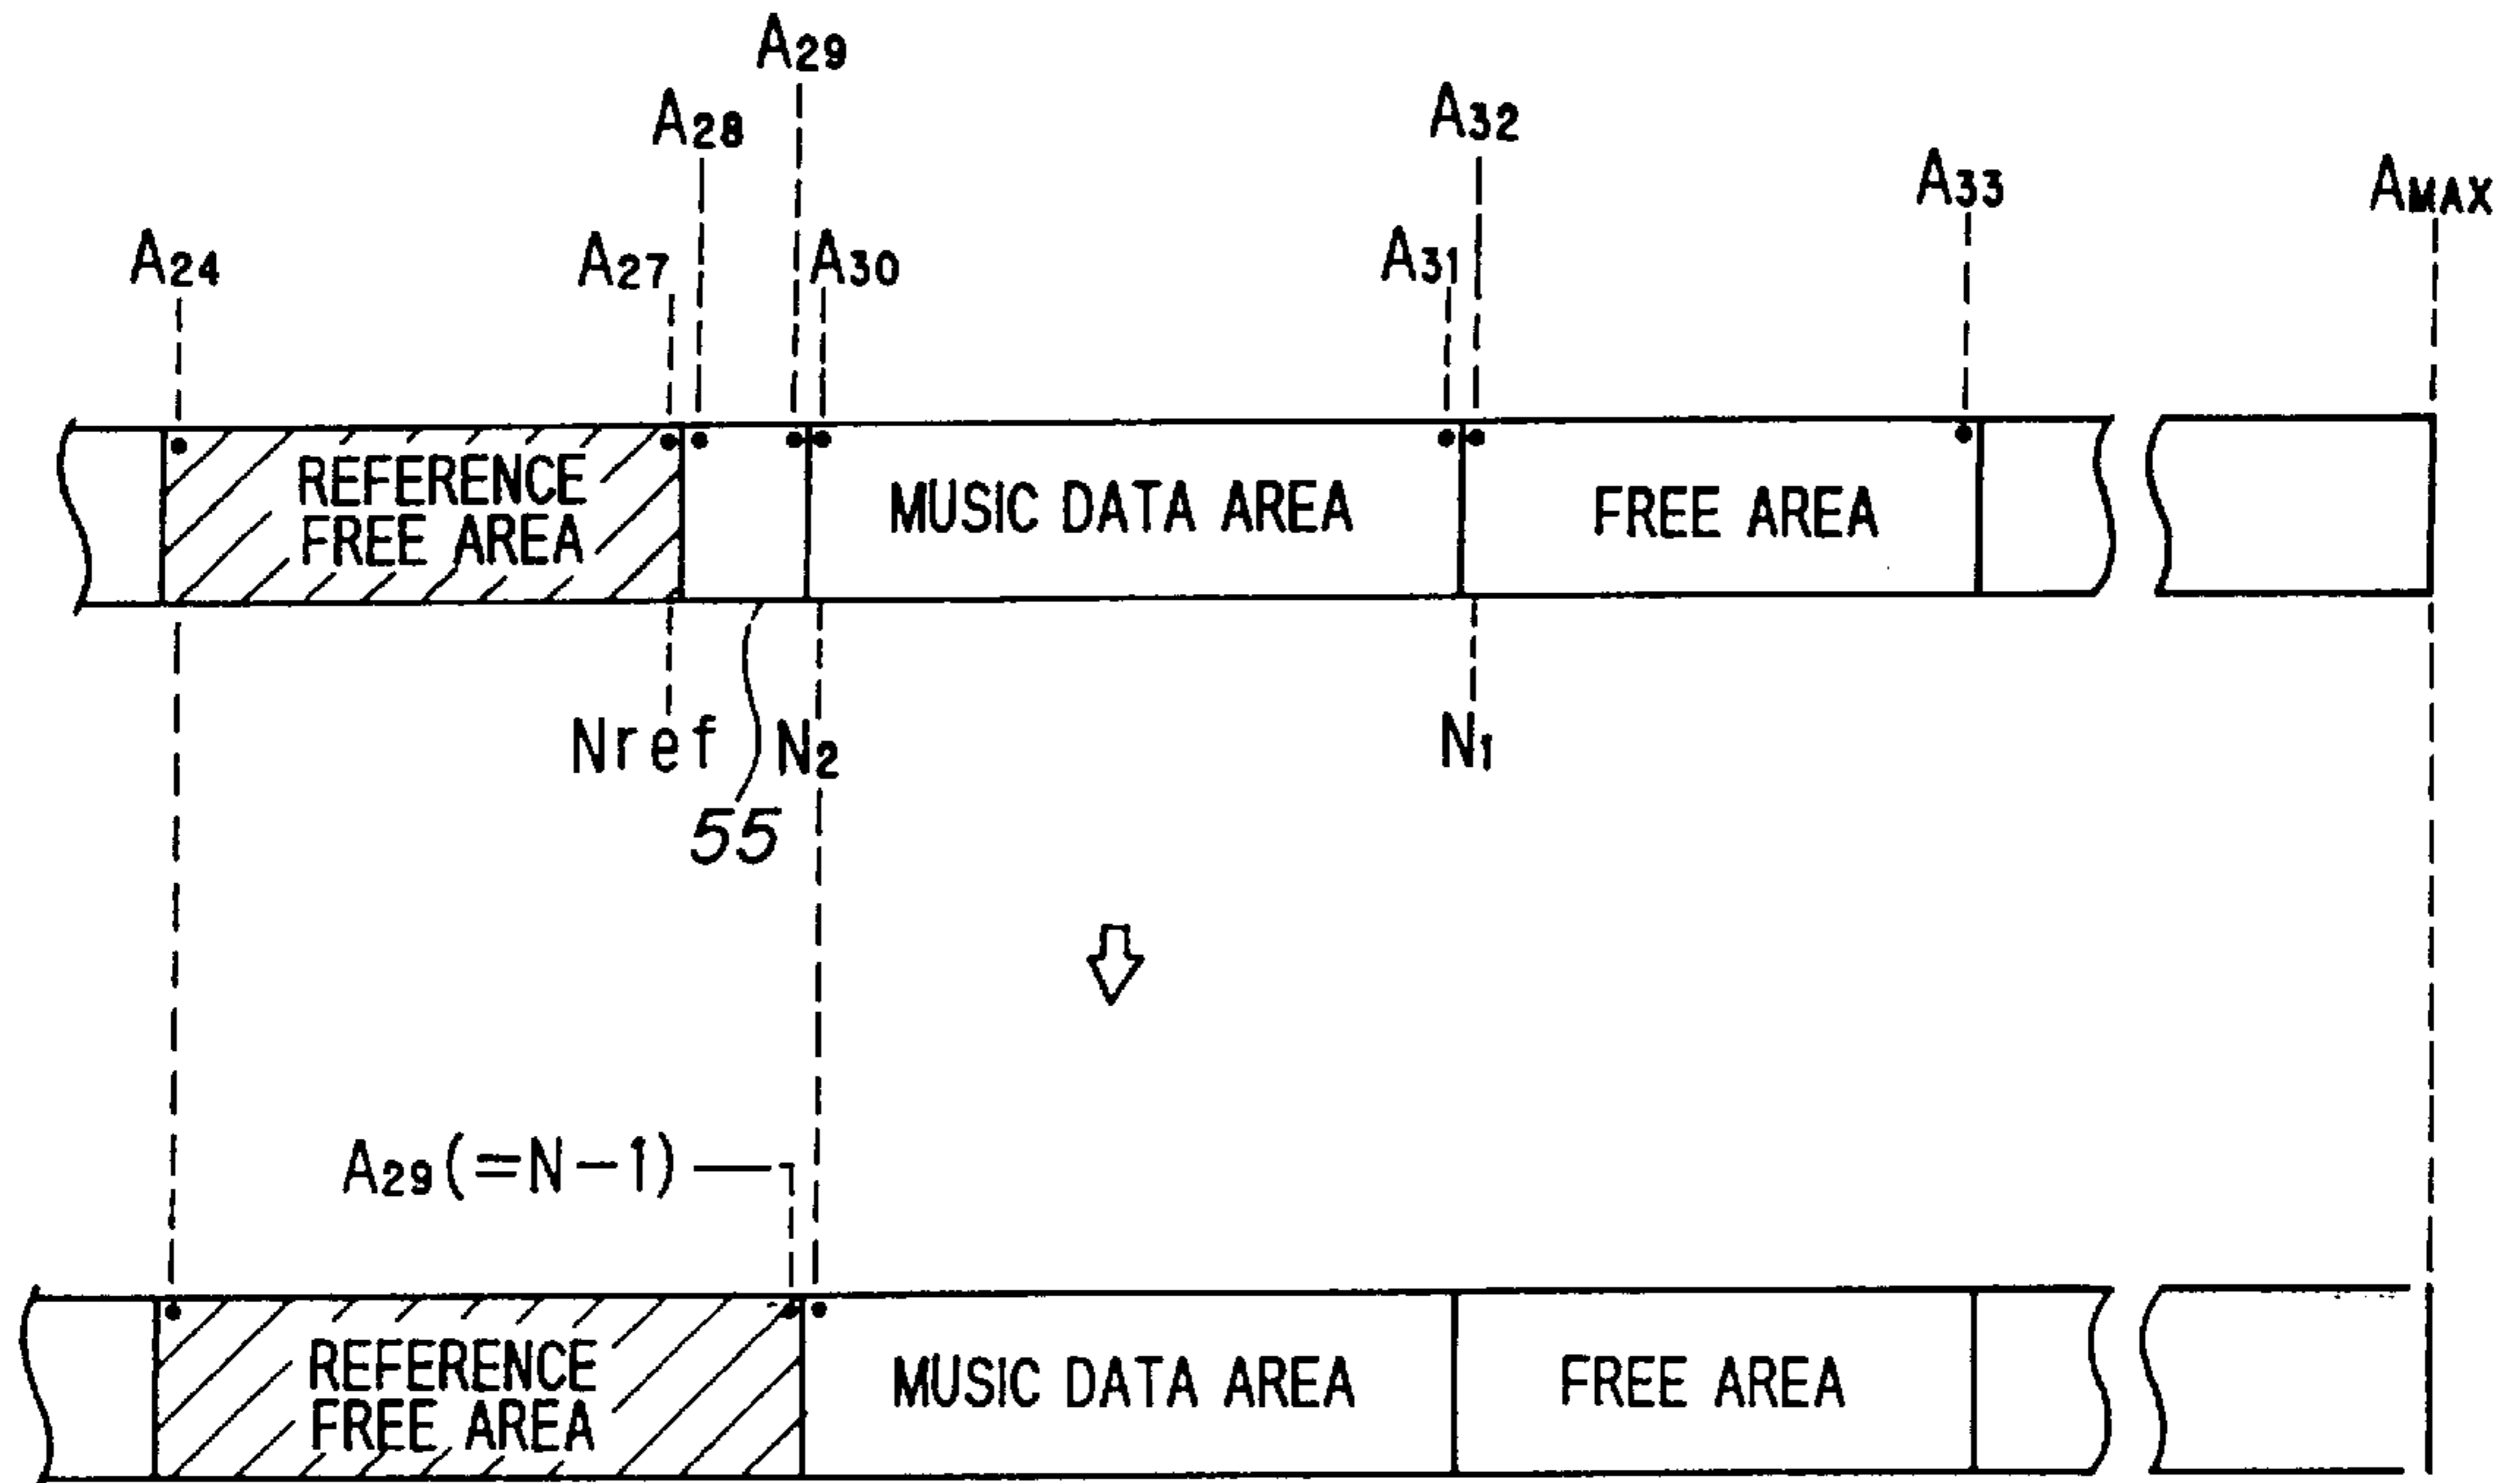 A29
A28
A32
A33
AMAX
A24
A27
A30
A31
REFERENCE
FREE AREA
MUSIC DATA AREA
FREE AREA
Nref
N2
N1
55
A29(=N-1)
REFERENCE
FREE AREA
MUSIC DATA AREA
FREE AREA